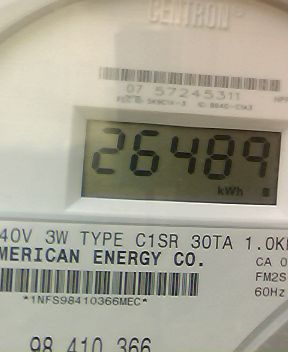 CENTRON®
07 57245311
26489
kWh
40V 3W TYPE C1SR 30TA 1.0K
MERICAN ENERGY CO.
CA 0
FM2S
60Hz
*1NFS98410366MEC*
98 410 366